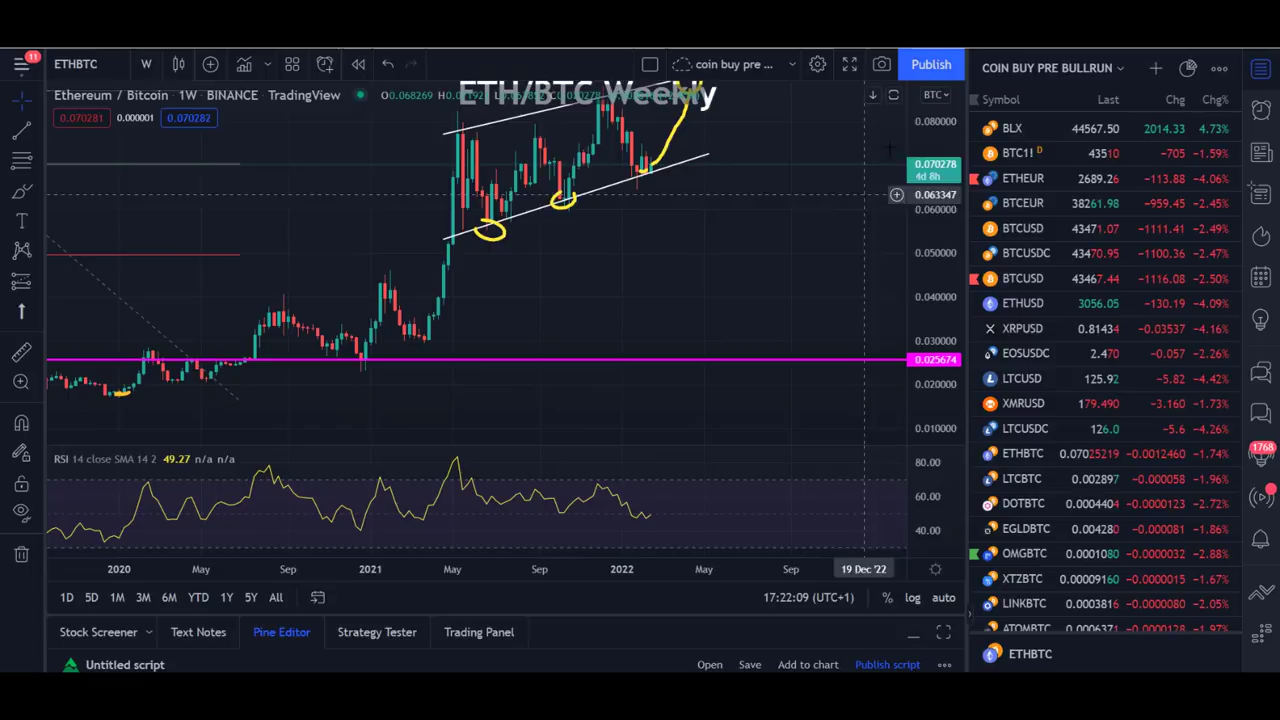 11
ETHBTC
W
coin buy pre ...
Publish
COIN BUY PRE BULLRUN
ETH/BTC Weekly
Ethereum / Bitcoin · 1W · BINANCE · TradingView
BTC
0.070281
0.000001
0.070282
0.080000
0.070278
4d 8h
0.063347
0.060000
0.050000
0.040000
0.030000
0.025674
0.020000
0.010000
RSI 14 close SMA 14 2 49.27 n/a n/a
80.00
60.00
40.00
2020 May Sep 2021 May Sep 2022 May Sep 19 Dec '22
1D 5D 1M 3M 6M YTD 1Y 5Y All
17:22:09 (UTC+1) % log auto
Stock Screener Text Notes Pine Editor Strategy Tester Trading Panel
Untitled script
Open Save Add to chart Publish script
Symbol Last Chg Chg%
BLX 44567.50 2014.33 4.73%
BTC1! D 43510 -705 -1.59%
ETHEUR 2689.26 -113.88 -4.06%
BTCEUR 38261.98 -959.45 -2.45%
BTCUSD 43471.07 -1111.41 -2.49%
BTCUSDC 43470.95 -1100.36 -2.47%
BTCUSD 43467.44 -1116.08 -2.50%
ETHUSD 3056.05 -130.19 -4.09%
XRPUSD 0.81434 -0.03537 -4.16%
EOSUSDC 2.470 -0.057 -2.26%
LTCUSD 125.92 -5.82 -4.42%
XMRUSD 179.490 -3.160 -1.73%
LTCUSDC 126.0 -5.6 -4.26%
ETHBTC 0.07025219 -0.0012460 -1.74%
LTCBTC 0.002897 -0.000058 -1.96%
DOTBTC 0.0004404 -0.0000123 -2.72%
EGLDBTC 0.004280 -0.000081 -1.86%
OMGBTC 0.0001080 -0.0000032 -2.88%
XTZBTC 0.00009160 -0.0000015 -1.67%
LINKBTC 0.0003816 -0.0000080 -2.05%
ATOMBTC 0.0006371 -0.0000128 -1.97%
ETHBTC
1768